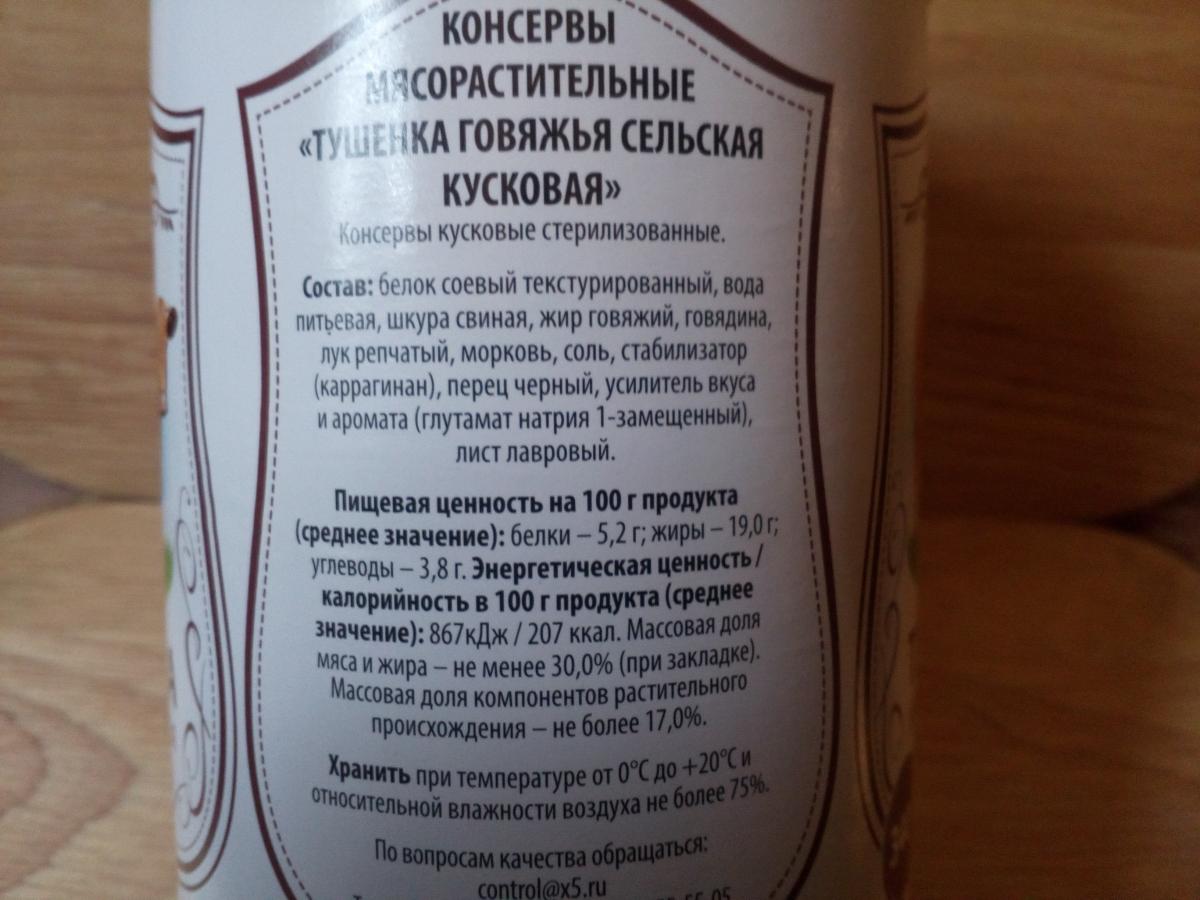 КОНСЕРВЫ
МЯСОРАСТИТЕЛЬНЫЕ
«ТУШЕНКА ГОВЯЖЬЯ СЕЛЬСКАЯ
КУСКОВАЯ»
Консервы кусковые стерилизованные.
Состав: белок соевый текстурированный, вода
питьевая, шкура свиная, жир говяжий, говядина,
лук репчатый, морковь, соль, стабилизатор
(каррагинан), перец черный, усилитель вкуса
и аромата (глутамат натрия 1-замещенный),
лист лавровый.
Пищевая ценность на 100 г продукта
(среднее значение): белки – 5,2 г; жиры – 19,0 г;
углеводы – 3,8 г. Энергетическая ценность /
калорийность в 100 г продукта (среднее
значение): 867кДж / 207 ккал. Массовая доля
мяса и жира – не менее 30,0% (при закладке).
Массовая доля компонентов растительного
происхождения – не более 17,0%.
Хранить при температуре от 0°С до +20°С и
относительной влажности воздуха не более 75%.
По вопросам качества обращаться:
control@x5.ru